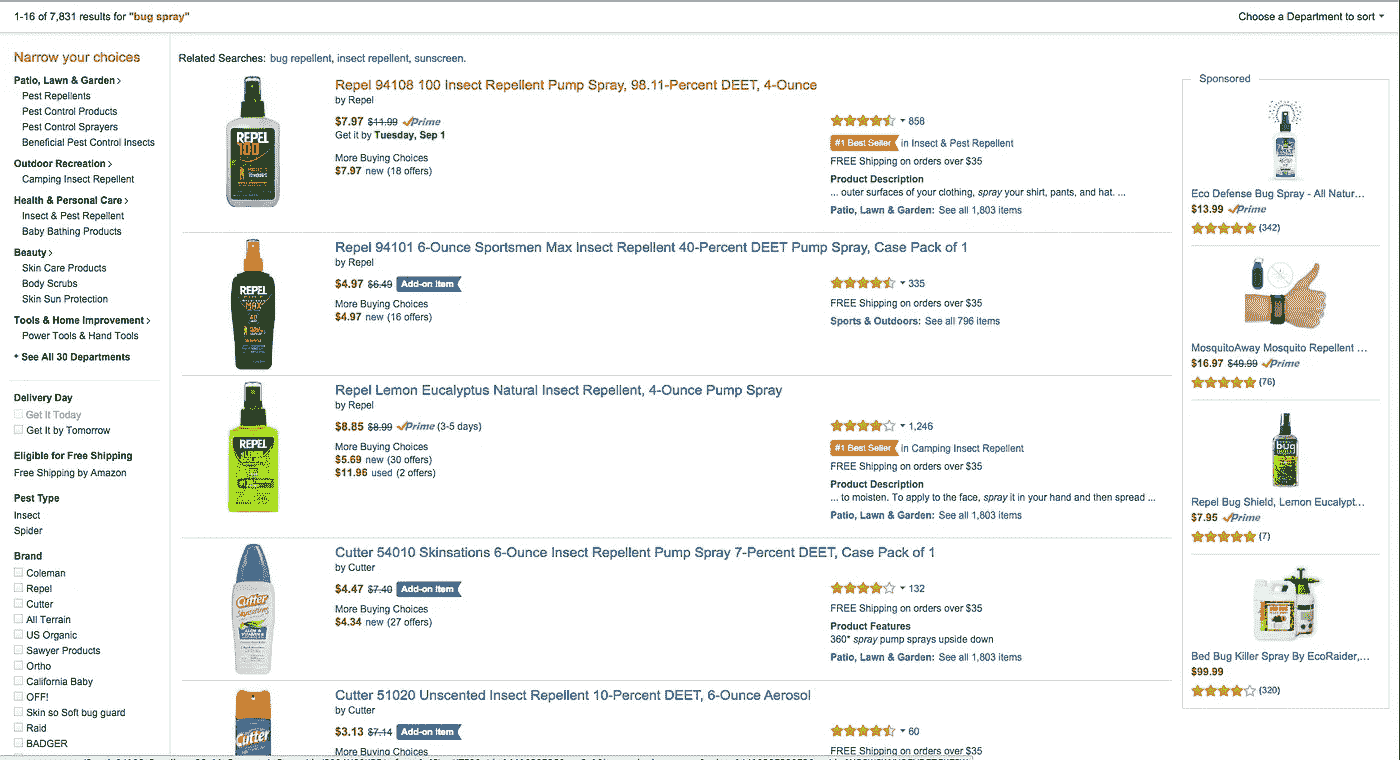 1-16 of 7,831 results for "bug spray"
Choose a Department to sort
Narrow your choices
Patio, Lawn & Garden
Pest Repellents
Pest Control Products
Pest Control Sprayers
Beneficial Pest Control Insects
Outdoor Recreation
Camping Insect Repellent
Health & Personal Care
Insect & Pest Repellent
Baby Bathing Products
Beauty
Skin Care Products
Body Scrubs
Skin Sun Protection
Tools & Home Improvement
Power Tools & Hand Tools
+ See All 30 Departments
Delivery Day
Get It Today
Get It by Tomorrow
Eligible for Free Shipping
Free Shipping by Amazon
Pest Type
Insect
Spider
Brand
Coleman
Repel
Cutter
All Terrain
US Organic
Sawyer Products
Ortho
California Baby
OFF!
Skin so Soft bug guard
Raid
BADGER
Related Searches: bug repellent, insect repellent, sunscreen.
REPEL
100
Repel 94108 100 Insect Repellent Pump Spray, 98.11-Percent DEET, 4-Ounce
by Repel
$7.97 $11.99 Prime
Get it by Tuesday, Sep 1
More Buying Choices
$7.97 new (18 offers)
858
#1 Best Seller in Insect & Pest Repellent
FREE Shipping on orders over $35
Product Description
... outer surfaces of your clothing, spray your shirt, pants, and hat. ...
Patio, Lawn & Garden: See all 1,803 items
REPEL
MAX
40
Repel 94101 6-Ounce Sportsmen Max Insect Repellent 40-Percent DEET Pump Spray, Case Pack of 1
by Repel
$4.97 $6.49 Add-on Item
More Buying Choices
$4.97 new (16 offers)
335
FREE Shipping on orders over $35
Sports & Outdoors: See all 796 items
REPEL
LEMON
Repel Lemon Eucalyptus Natural Insect Repellent, 4-Ounce Pump Spray
by Repel
$8.85 $8.99 Prime (3-5 days)
More Buying Choices
$5.69 new (30 offers)
$11.96 used (2 offers)
1,246
#1 Best Seller in Camping Insect Repellent
FREE Shipping on orders over $35
Product Description
... to moisten. To apply to the face, spray it in your hand and then spread ...
Patio, Lawn & Garden: See all 1,803 items
Cutter
Skinsations
Cutter 54010 Skinsations 6-Ounce Insect Repellent Pump Spray 7-Percent DEET, Case Pack of 1
by Cutter
$4.47 $7.40 Add-on Item
More Buying Choices
$4.34 new (27 offers)
132
FREE Shipping on orders over $35
Product Features
360° spray pump sprays upside down
Patio, Lawn & Garden: See all 1,803 items
Cutter
Cutter 51020 Unscented Insect Repellent 10-Percent DEET, 6-Ounce Aerosol
by Cutter
$3.13 $7.14 Add-on Item
More Buying Choices
60
FREE Shipping on orders over $35
Sponsored
Eco Defense Bug Spray - All Natur...
$13.99 Prime
(342)
MosquitoAway Mosquito Repellent ...
$16.97 $49.99 Prime
(76)
bug
Repel Bug Shield, Lemon Eucalypt...
$7.95 Prime
(7)
Bed Bug Killer Spray By EcoRaider,...
$99.99
(320)